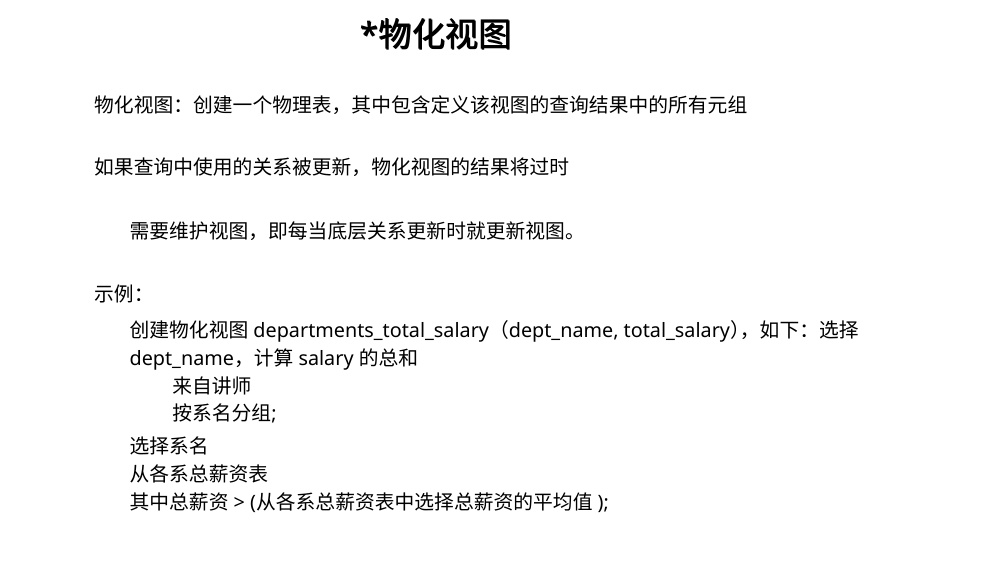 *物化视图
物化视图：创建一个物理表，其中包含定义该视图的查询结果中的所有元组
如果查询中使用的关系被更新，物化视图的结果将过时
需要维护视图，即每当底层关系更新时就更新视图。
示例：
创建物化视图 departments_total_salary（dept_name, total_salary），如下：选择
dept_name，计算 salary 的总和
来自讲师
按系名分组;
选择系名
从各系总薪资表
其中总薪资 > (从各系总薪资表中选择总薪资的平均值 );